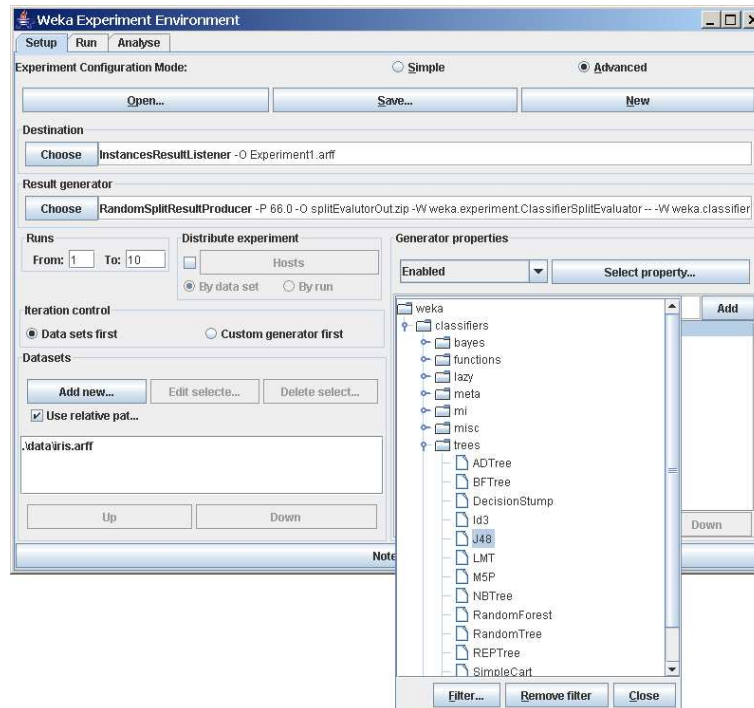 Weka Experiment Environment
Setup Run Analyse
Experiment Configuration Mode: Simple Advanced
Open... Save... New
Destination
Choose InstancesResultListener -O Experiment1.arff
Result generator
Choose RandomSplitResultProducer -P 66.0 -O splitEvalutorOut.zip -W weka.experiment.ClassifierSplitEvaluator -- -W weka.classifier
Runs
From: 1 To: 10
Distribute experiment
Hosts
By data set By run
Generator properties
Enabled Select property...
Add
Iteration control
Data sets first Custom generator first
Datasets
Add new... Edit selecte... Delete select...
Use relative pat...
.\data\iris.arff
Up Down
Note
weka
classifiers
bayes
functions
lazy
meta
mi
misc
trees
ADTree
BFTree
DecisionStump
Id3
J48
LMT
M5P
NBTree
RandomForest
RandomTree
REPTree
SimpleCart
Down
Filter... Remove filter Close